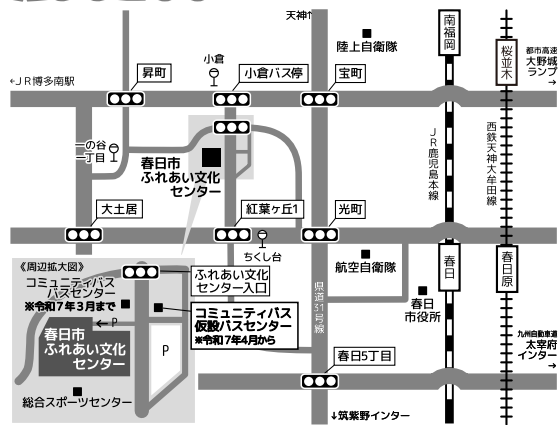 天神↑
南福岡
陸上自衛隊
桜並木
都市高速
大野城
ランプ
→
←JR博多南駅
昇町
小倉
小倉バス停
宝町
一の谷
一丁目
春日市
ふれあい文化
センター
JR鹿児島本線
西鉄天神大牟田線
大土居
紅葉ヶ丘1
光町
ちくし台
航空自衛隊
春日
春日原
県道31号線
春日
市役所
《周辺拡大図》
コミュニティバス
バスセンター
※令和7年3月まで
ふれあい文化
センター入口
コミュニティバス
仮設バスセンター
※令和7年4月から
←P
春日市
ふれあい文化
センター
P
総合スポーツセンター
春日5丁目
九州自動車道
太宰府
インター
→
↓筑紫野インター